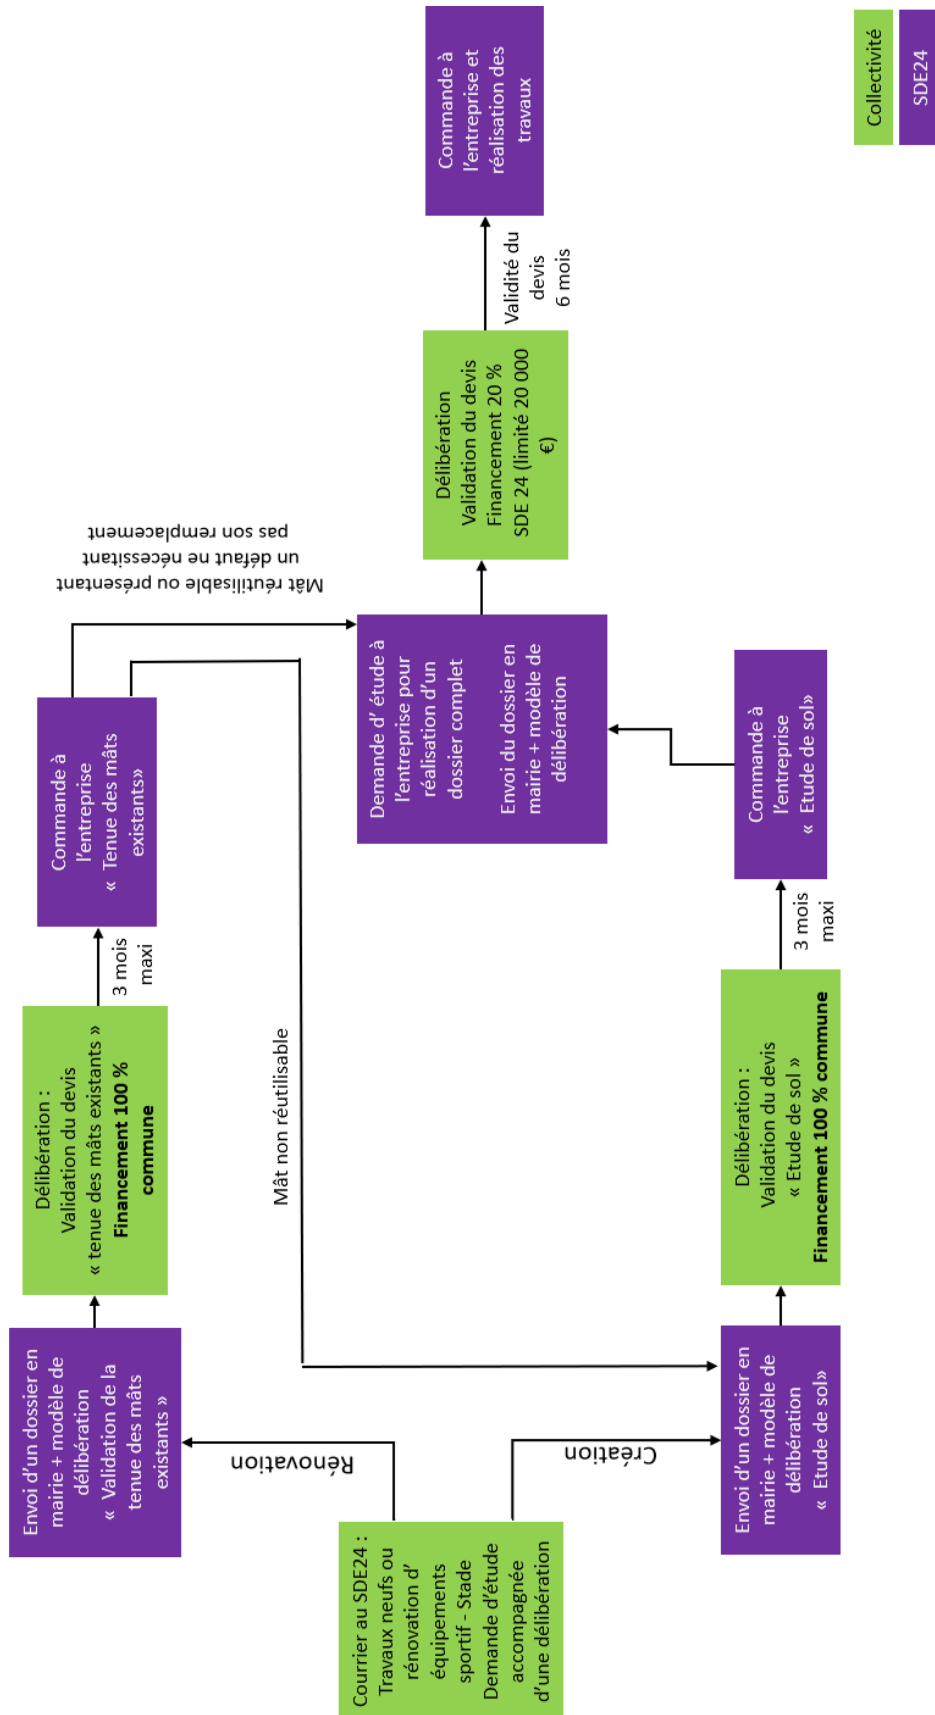 Courrier au SDE24 :
Travaux neufs ou
rénovation d'
équipements
sportif - Stade
Demande d'étude
accompagnée
d'une délibération
Rénovation
Création
Envoi d'un dossier en
mairie + modèle de
délibération
« Validation de la
tenue des mâts
existants »
Délibération :
Validation du devis
« tenue des mâts existants »
Financement 100 %
commune
3 mois
maxi
Commande à
l'entreprise
« Tenue des mâts
existants»
Mât réutilisable ou présentant
un défaut ne nécessitant
pas son remplacement
Mât non réutilisable
Envoi d'un dossier en
mairie + modèle de
délibération
« Etude de sol»
Délibération :
Validation du devis
« Etude de sol »
Financement 100 % commune
3 mois
maxi
Commande à
l'entreprise
« Etude de sol»
Demande d' étude à
l'entreprise pour
réalisation d'un
dossier complet
Envoi du dossier en
mairie + modèle de
délibération
Délibération
Validation du devis
Financement 20 %
SDE 24 (limité 20 000
€)
Validité du
devis
6 mois
Commande à
l'entreprise et
réalisation des
travaux
Collectivité
SDE24